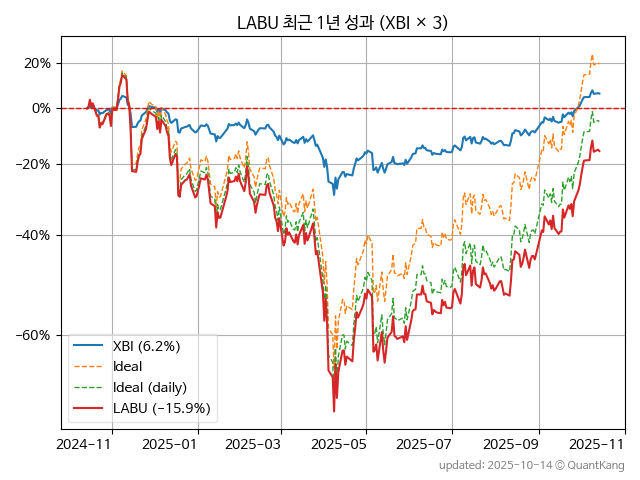 LABU 최근 1년 성과 (XBI × 3)
20%
0%
−20%
−40%
−60%
XBI (6.2%)
Ideal
Ideal (daily)
LABU (−15.9%)
2024-11 2025-01 2025-03 2025-05 2025-07 2025-09 2025-11
updated: 2025-10-14 ⓒ QuantKang